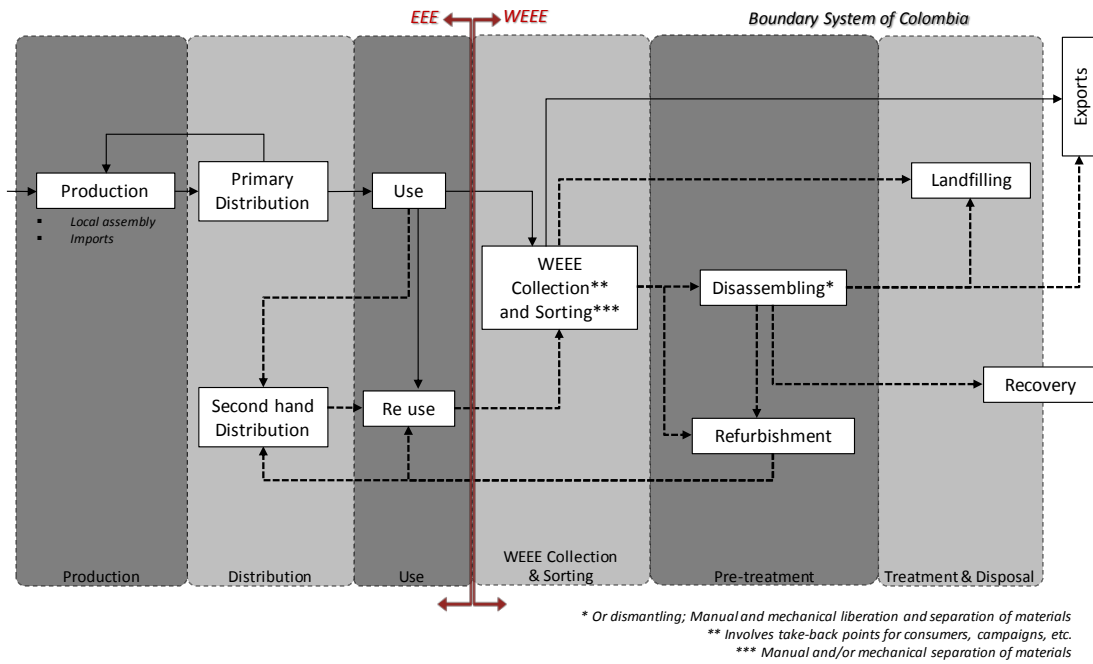 EEE
WEEE
Boundary System of Colombia
Exports
Production
Primary
Distribution
Use
Landfilling
▪ Local assembly
▪ Imports
WEEE
Collection**
and Sorting***
Disassembling*
Second hand
Distribution
Re use
Recovery
Refurbishment
Production
Distribution
Use
WEEE Collection
& Sorting
Pre-treatment
Treatment & Disposal
* Or dismantling; Manual and mechanical liberation and separation of materials
** Involves take-back points for consumers, campaigns, etc.
*** Manual and/or mechanical separation of materials